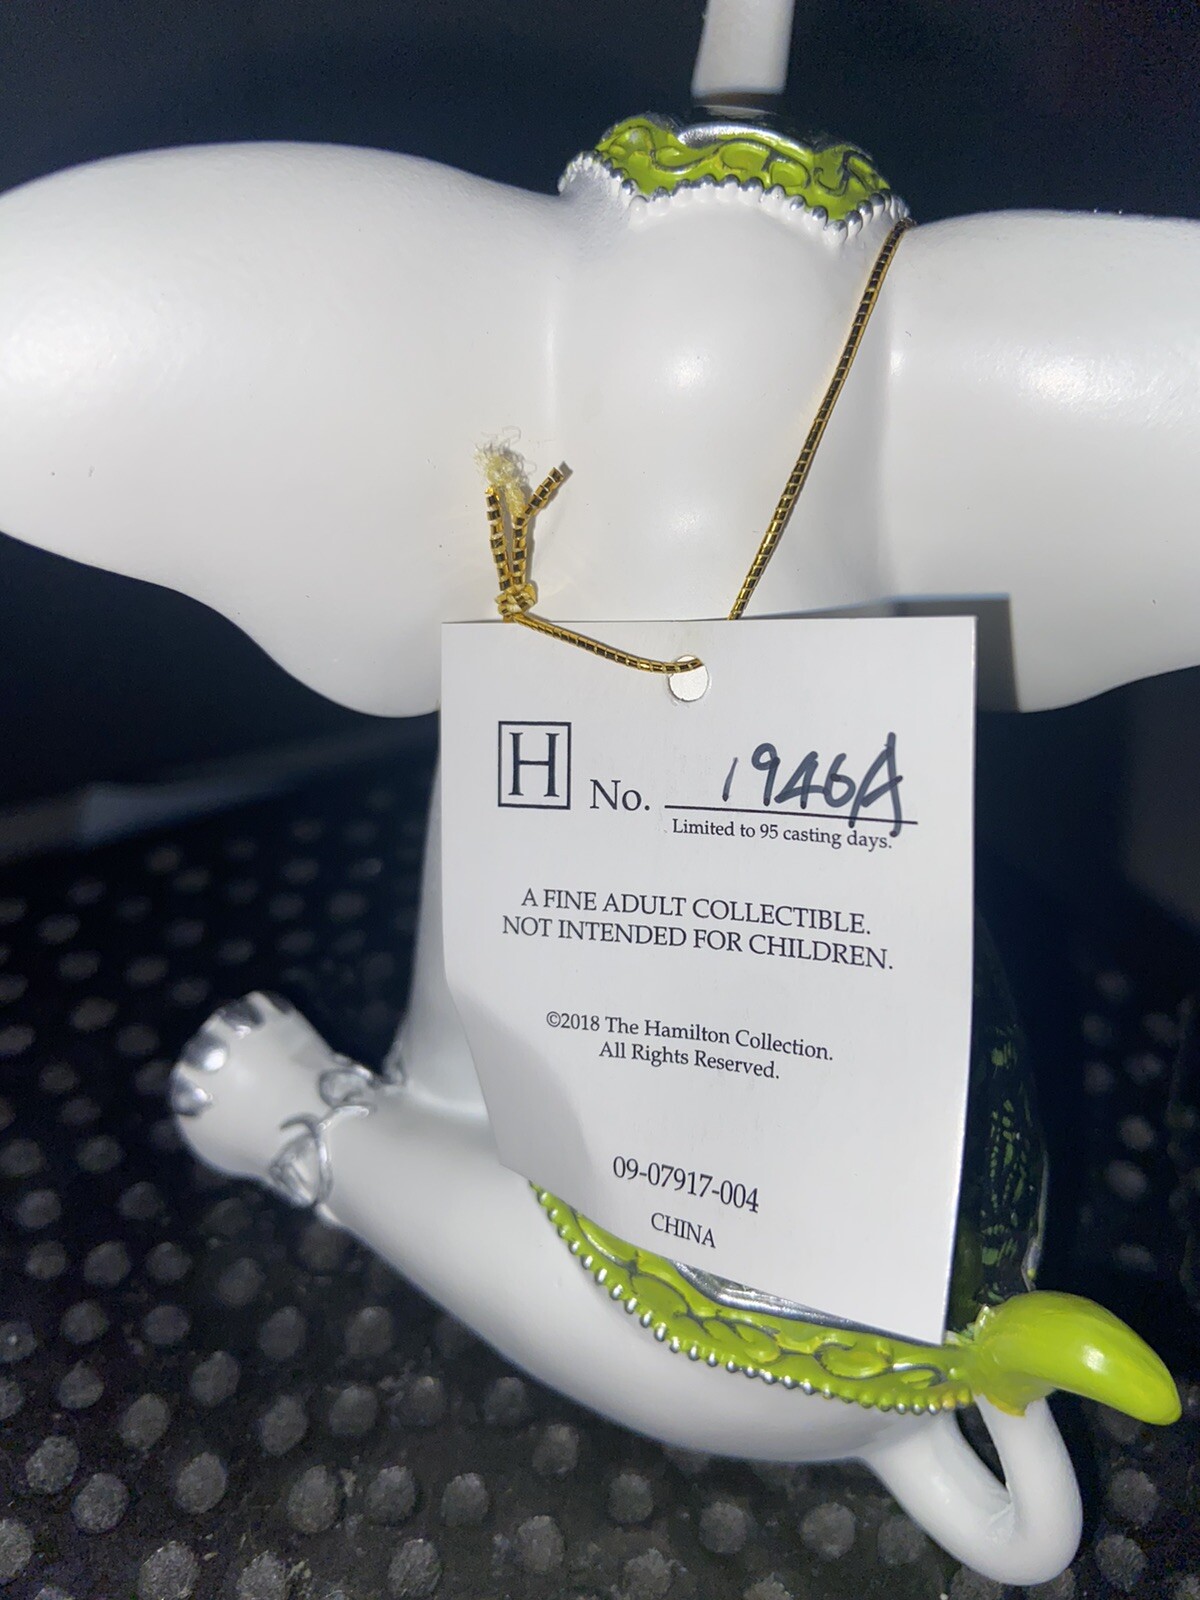 H No. 1946A
Limited to 95 casting days.
A FINE ADULT COLLECTIBLE.
NOT INTENDED FOR CHILDREN.
©2018 The Hamilton Collection.
All Rights Reserved.
09-07917-004
CHINA